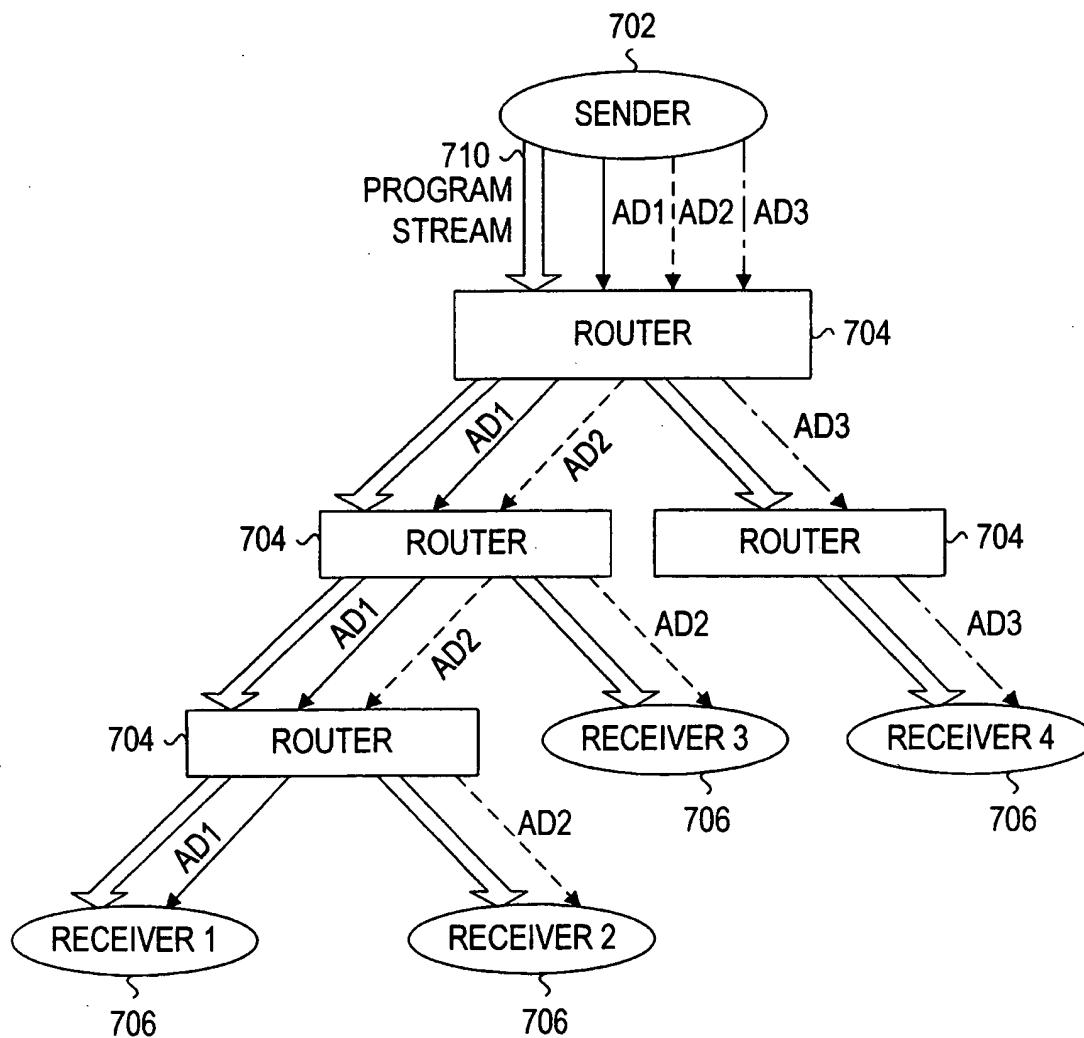 702
SENDER
710
PROGRAM
STREAM
AD1
AD2
AD3
ROUTER
704
AD1
AD2
AD3
704
ROUTER
ROUTER
704
AD1
AD2
AD2
AD3
704
ROUTER
RECEIVER 3
RECEIVER 4
706
706
AD1
AD2
RECEIVER 1
RECEIVER 2
706
706